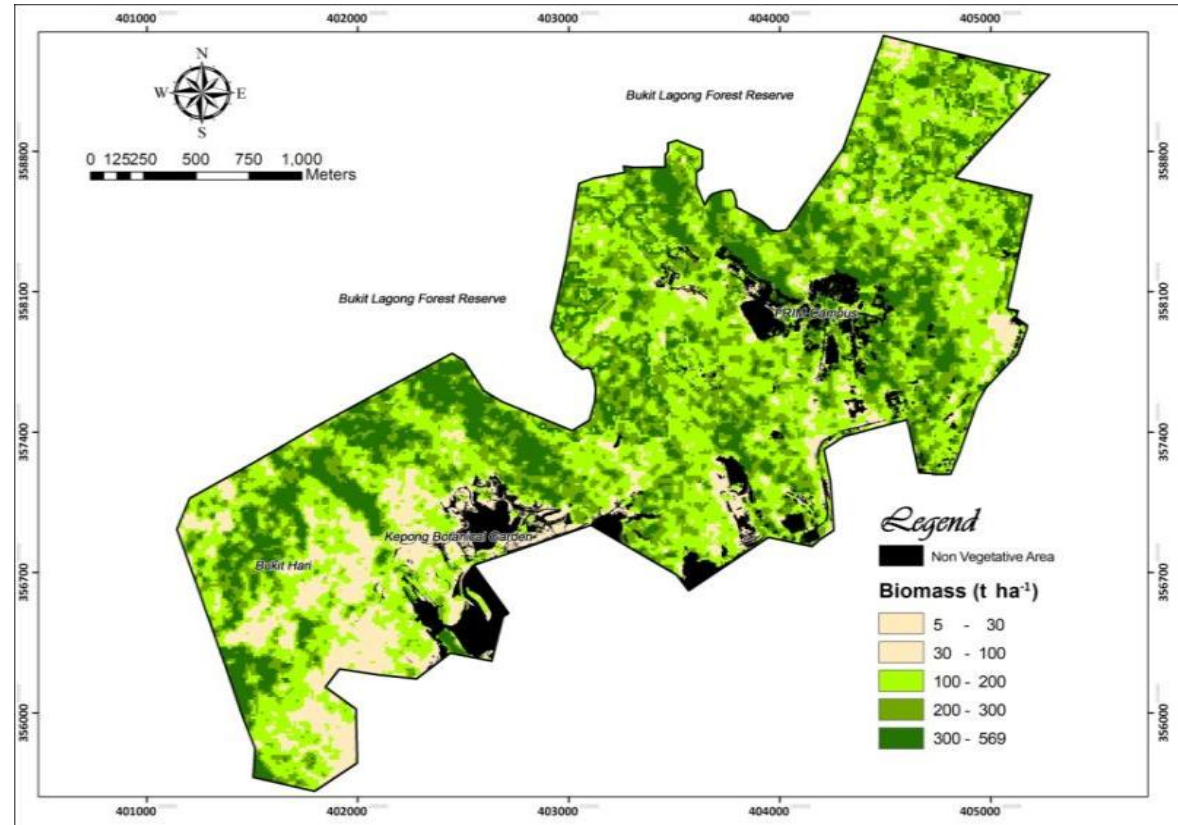 401000 402000 403000 404000 405000
N
W E
S
0 125250 500 750 1,000
Meters
Bukit Lagong Forest Reserve
358800 358800
Bukit Lagong Forest Reserve
358100 358100
FRIM Campus
357400 357400
Kepong Botanical Garden
Bukit Hari
356700 356700
356000 356000
Legend
Non Vegetative Area
Biomass (t ha-1)
5 - 30
30 - 100
100 - 200
200 - 300
300 - 569
401000 402000 403000 404000 405000